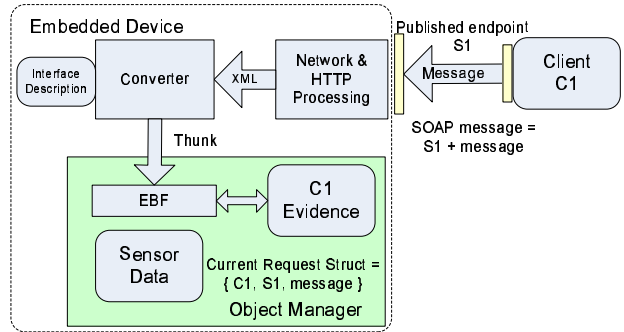 Embedded Device
Published endpoint
S1
Interface
Description
Converter
XML
Network &
HTTP
Processing
Message
Client
C1
SOAP message =
S1 + message
Thunk
EBF
C1
Evidence
Sensor
Data
Current Request Struct =
{ C1, S1, message }
Object Manager